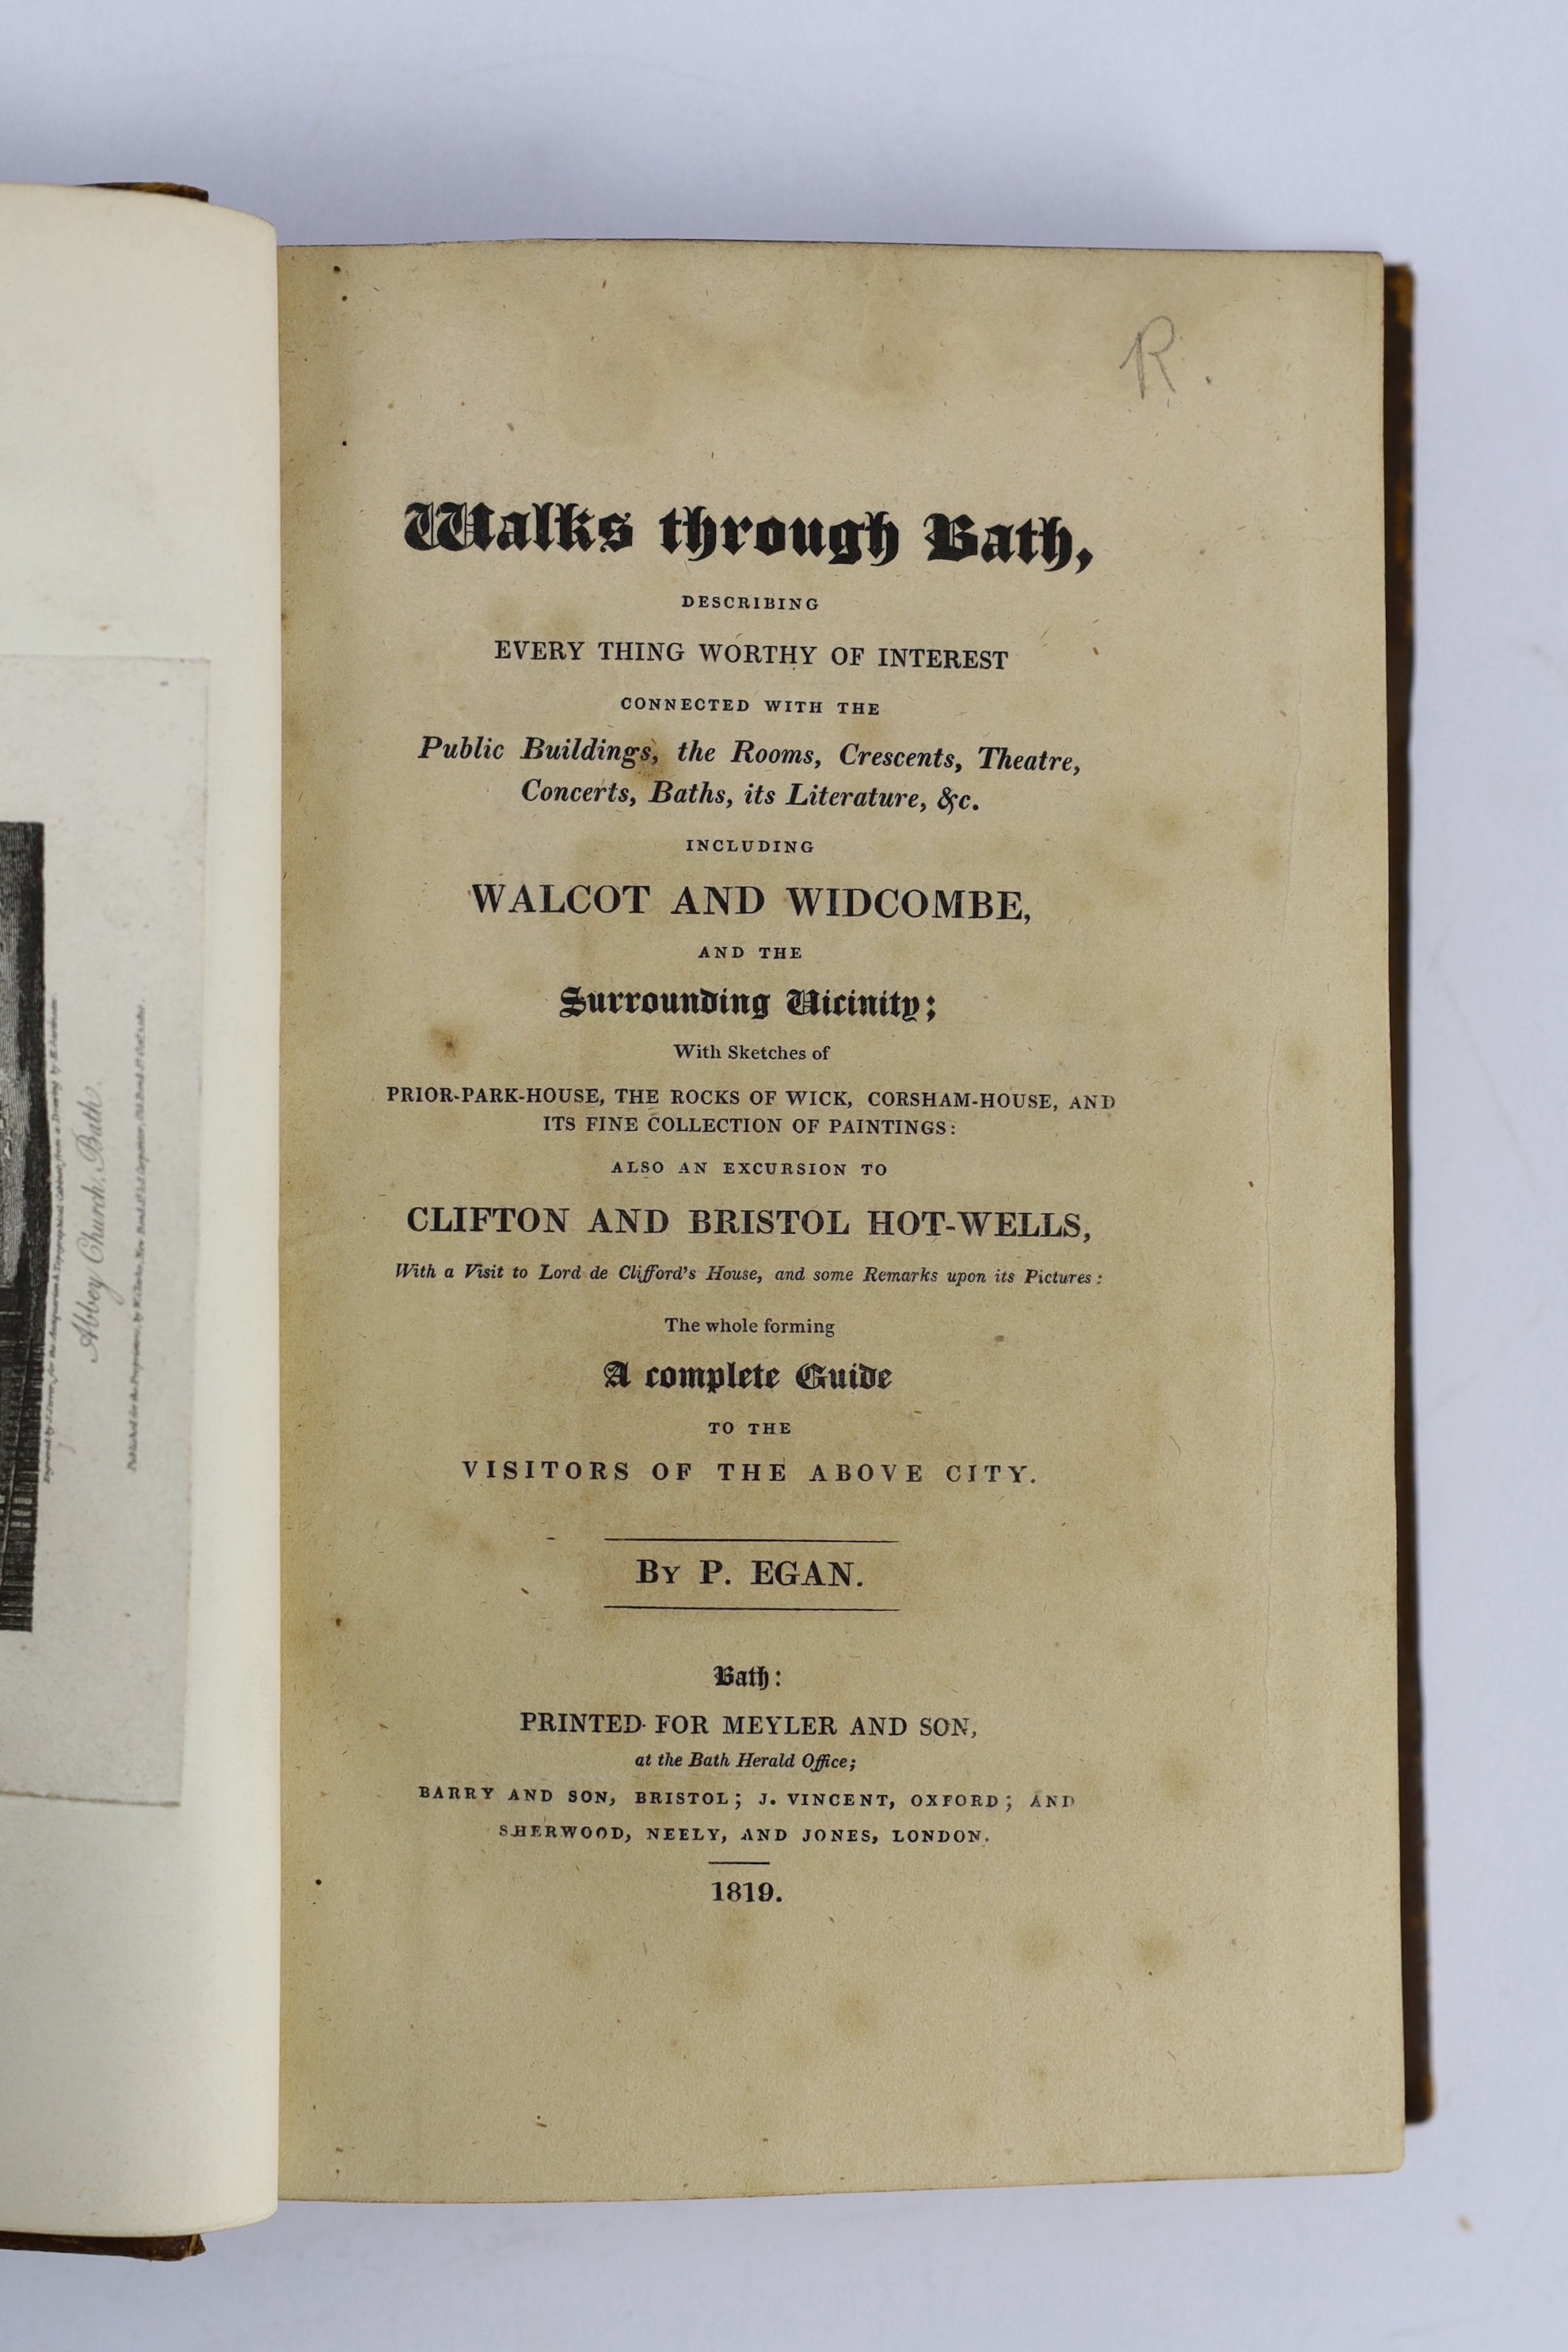 Abbey Church, Bath.
R.
Walks through Bath,
DESCRIBING
EVERY THING WORTHY OF INTEREST
CONNECTED WITH THE
Public Buildings, the Rooms, Crescents, Theatre,
Concerts, Baths, its Literature, &c.
INCLUDING
WALCOT AND WIDCOMBE,
AND THE
Surrounding Vicinity;
With Sketches of
PRIOR-PARK-HOUSE, THE ROCKS OF WICK, CORSHAM-HOUSE, AND
ITS FINE COLLECTION OF PAINTINGS:
ALSO AN EXCURSION TO
CLIFTON AND BRISTOL HOT-WELLS,
With a Visit to Lord de Clifford's House, and some Remarks upon its Pictures:
The whole forming
A complete Guide
TO THE
VISITORS OF THE ABOVE CITY.
BY P. EGAN.
Bath:
PRINTED FOR MEYLER AND SON,
at the Bath Herald Office;
BARRY AND SON, BRISTOL; J. VINCENT, OXFORD; AND
SHERWOOD, NEELY, AND JONES, LONDON.
1819.